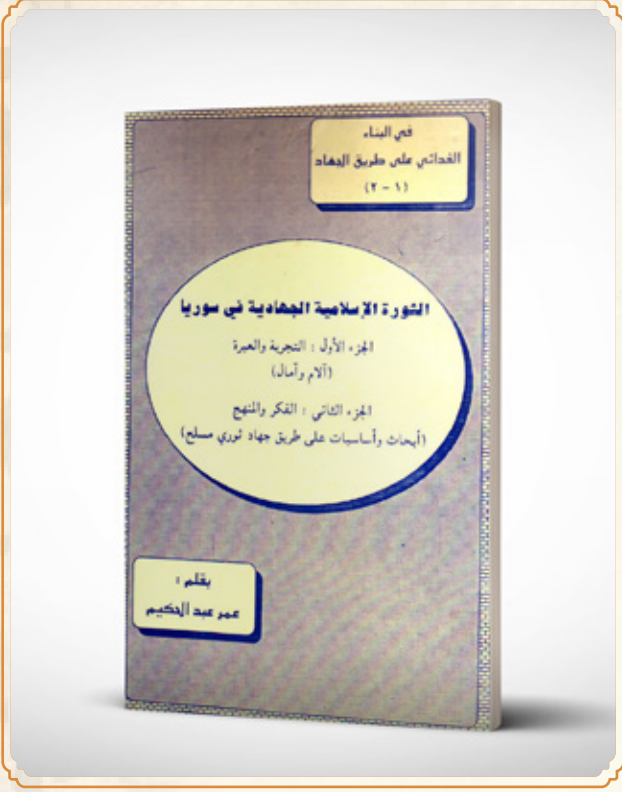 في البناء
الفدائي على طريق الجهاد
(١ - ٢)
الثورة الإسلامية الجهادية في سوريا
الجزء الأول : التجربة والعبرة
(آلام وآمال)
الجزء الثاني : الفكر والمنهج
(أبحاث وأساسيات على طريق جهاد ثوري مسلح)
بقلم :
عمر عبد الحكيم